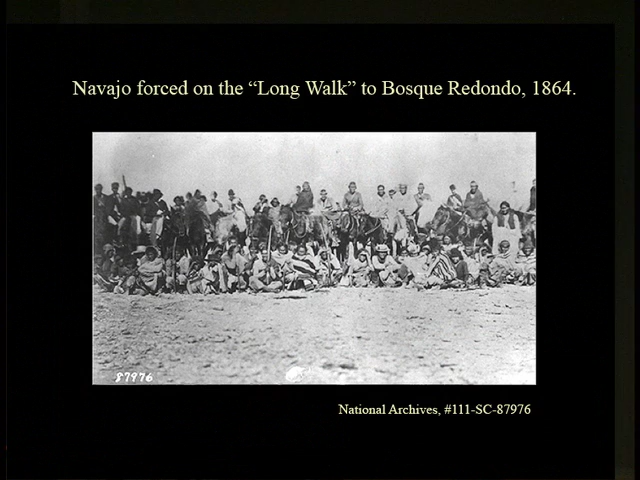 Navajo forced on the “Long Walk” to Bosque Redondo, 1864.
87976
National Archives, #111-SC-87976